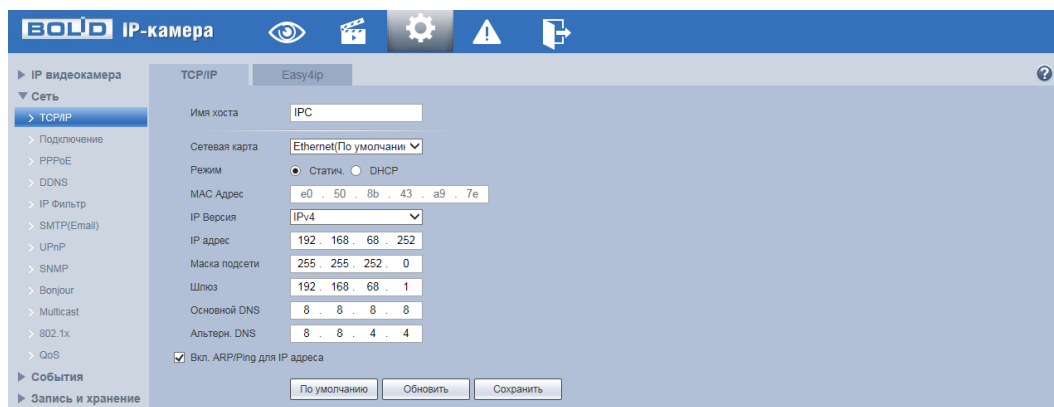 BOLID IP-камера
IP видеокамера
Сеть
TCP/IP
Подключение
PPPoE
DDNS
IP Фильтр
SMTP(Email)
UPnP
SNMP
Bonjour
Multicast
802.1x
QoS
События
Запись и хранение
TCP/IP Easy4ip
Имя хоста IPC
Сетевая карта Ethernet(По умолчани
Режим Статич. DHCP
MAC Адрес e0 . 50 . 8b . 43 . a9 . 7e
IP Версия IPv4
IP адрес 192 . 168 . 68 . 252
Маска подсети 255 . 255 . 252 . 0
Шлюз 192 . 168 . 68 . 1
Основной DNS 8 . 8 . 8 . 8
Альтерн. DNS 8 . 8 . 4 . 4
Вкл. ARP/Ping для IP адреса
По умолчанию Обновить Сохранить